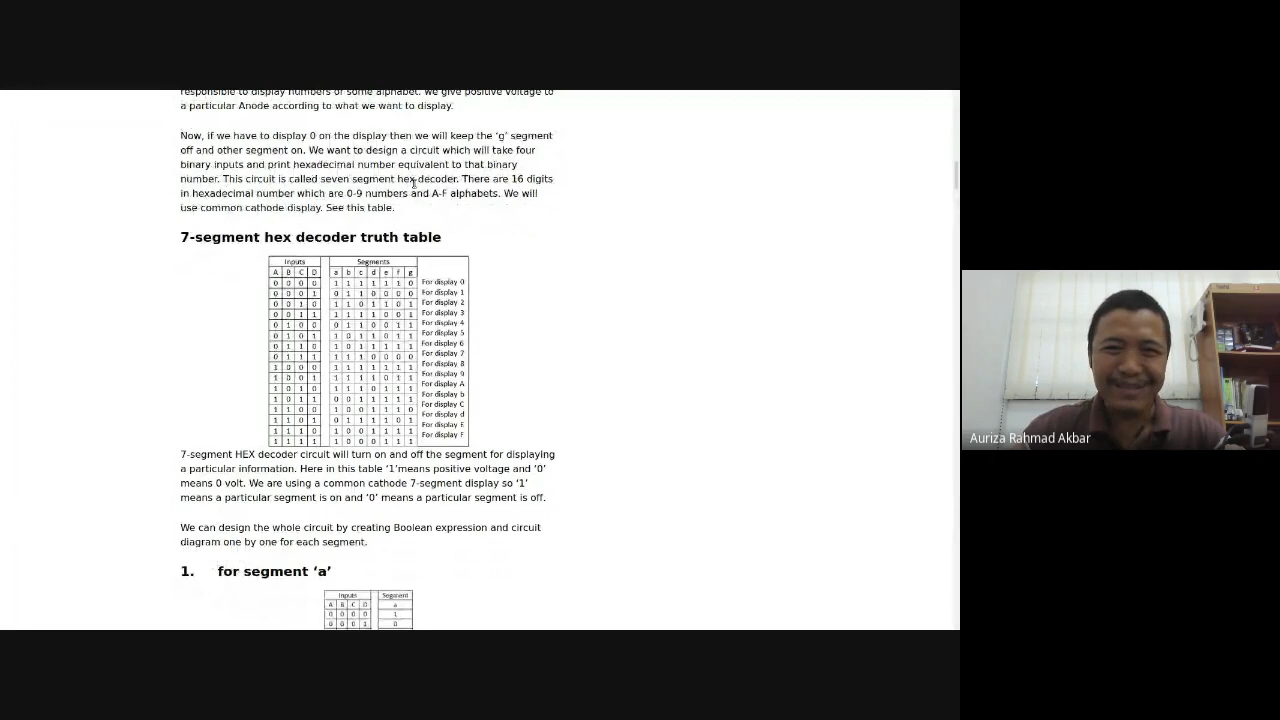 responsible to display numbers or some alphabet. We give positive voltage to
a particular Anode according to what we want to display.
Now, if we have to display 0 on the display then we will keep the ‘g’ segment
off and other segment on. We want to design a circuit which will take four
binary inputs and print hexadecimal number equivalent to that binary
number. This circuit is called seven segment hex decoder. There are 16 digits
in hexadecimal number which are 0-9 numbers and A-F alphabets. We will
use common cathode display. See this table.
7-segment hex decoder truth table
Inputs Segments
A B C D a b c d e f g
0 0 0 0 1 1 1 1 1 1 0 For display 0
0 0 0 1 0 1 1 0 0 0 0 For display 1
0 0 1 0 1 1 0 1 1 0 1 For display 2
0 0 1 1 1 1 1 1 0 0 1 For display 3
0 1 0 0 0 1 1 0 0 1 1 For display 4
0 1 0 1 1 0 1 1 0 1 1 For display 5
0 1 1 0 1 0 1 1 1 1 1 For display 6
0 1 1 1 1 1 1 0 0 0 0 For display 7
1 0 0 0 1 1 1 1 1 1 1 For display 8
1 0 0 1 1 1 1 1 0 1 1 For display 9
1 0 1 0 1 1 1 0 1 1 1 For display A
1 0 1 1 0 0 1 1 1 1 1 For display b
1 1 0 0 1 0 0 1 1 1 0 For display C
1 1 0 1 0 1 1 1 1 0 1 For display d
1 1 1 0 1 0 0 1 1 1 1 For display E
1 1 1 1 1 0 0 0 1 1 1 For display F
7-segment HEX decoder circuit will turn on and off the segment for displaying
a particular information. Here in this table ‘1’means positive voltage and ‘0’
means 0 volt. We are using a common cathode 7-segment display so ‘1’
means a particular segment is on and ‘0’ means a particular segment is off.
We can design the whole circuit by creating Boolean expression and circuit
diagram one by one for each segment.
1. for segment ‘a’
Inputs Segment
A B C D a
0 0 0 0 1
0 0 0 1 0
Auriza Rahmad Akbar